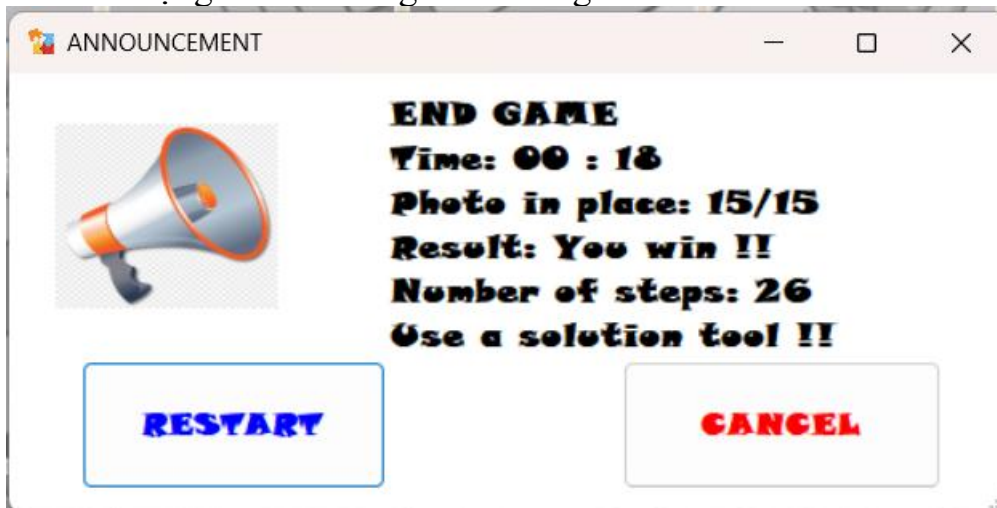 ANNOUNCEMENT
END GAME
Time: 00 : 18
Photo in place: 15/15
Result: You win !!
Number of steps: 26
Use a solution tool !!
RESTART
CANCEL